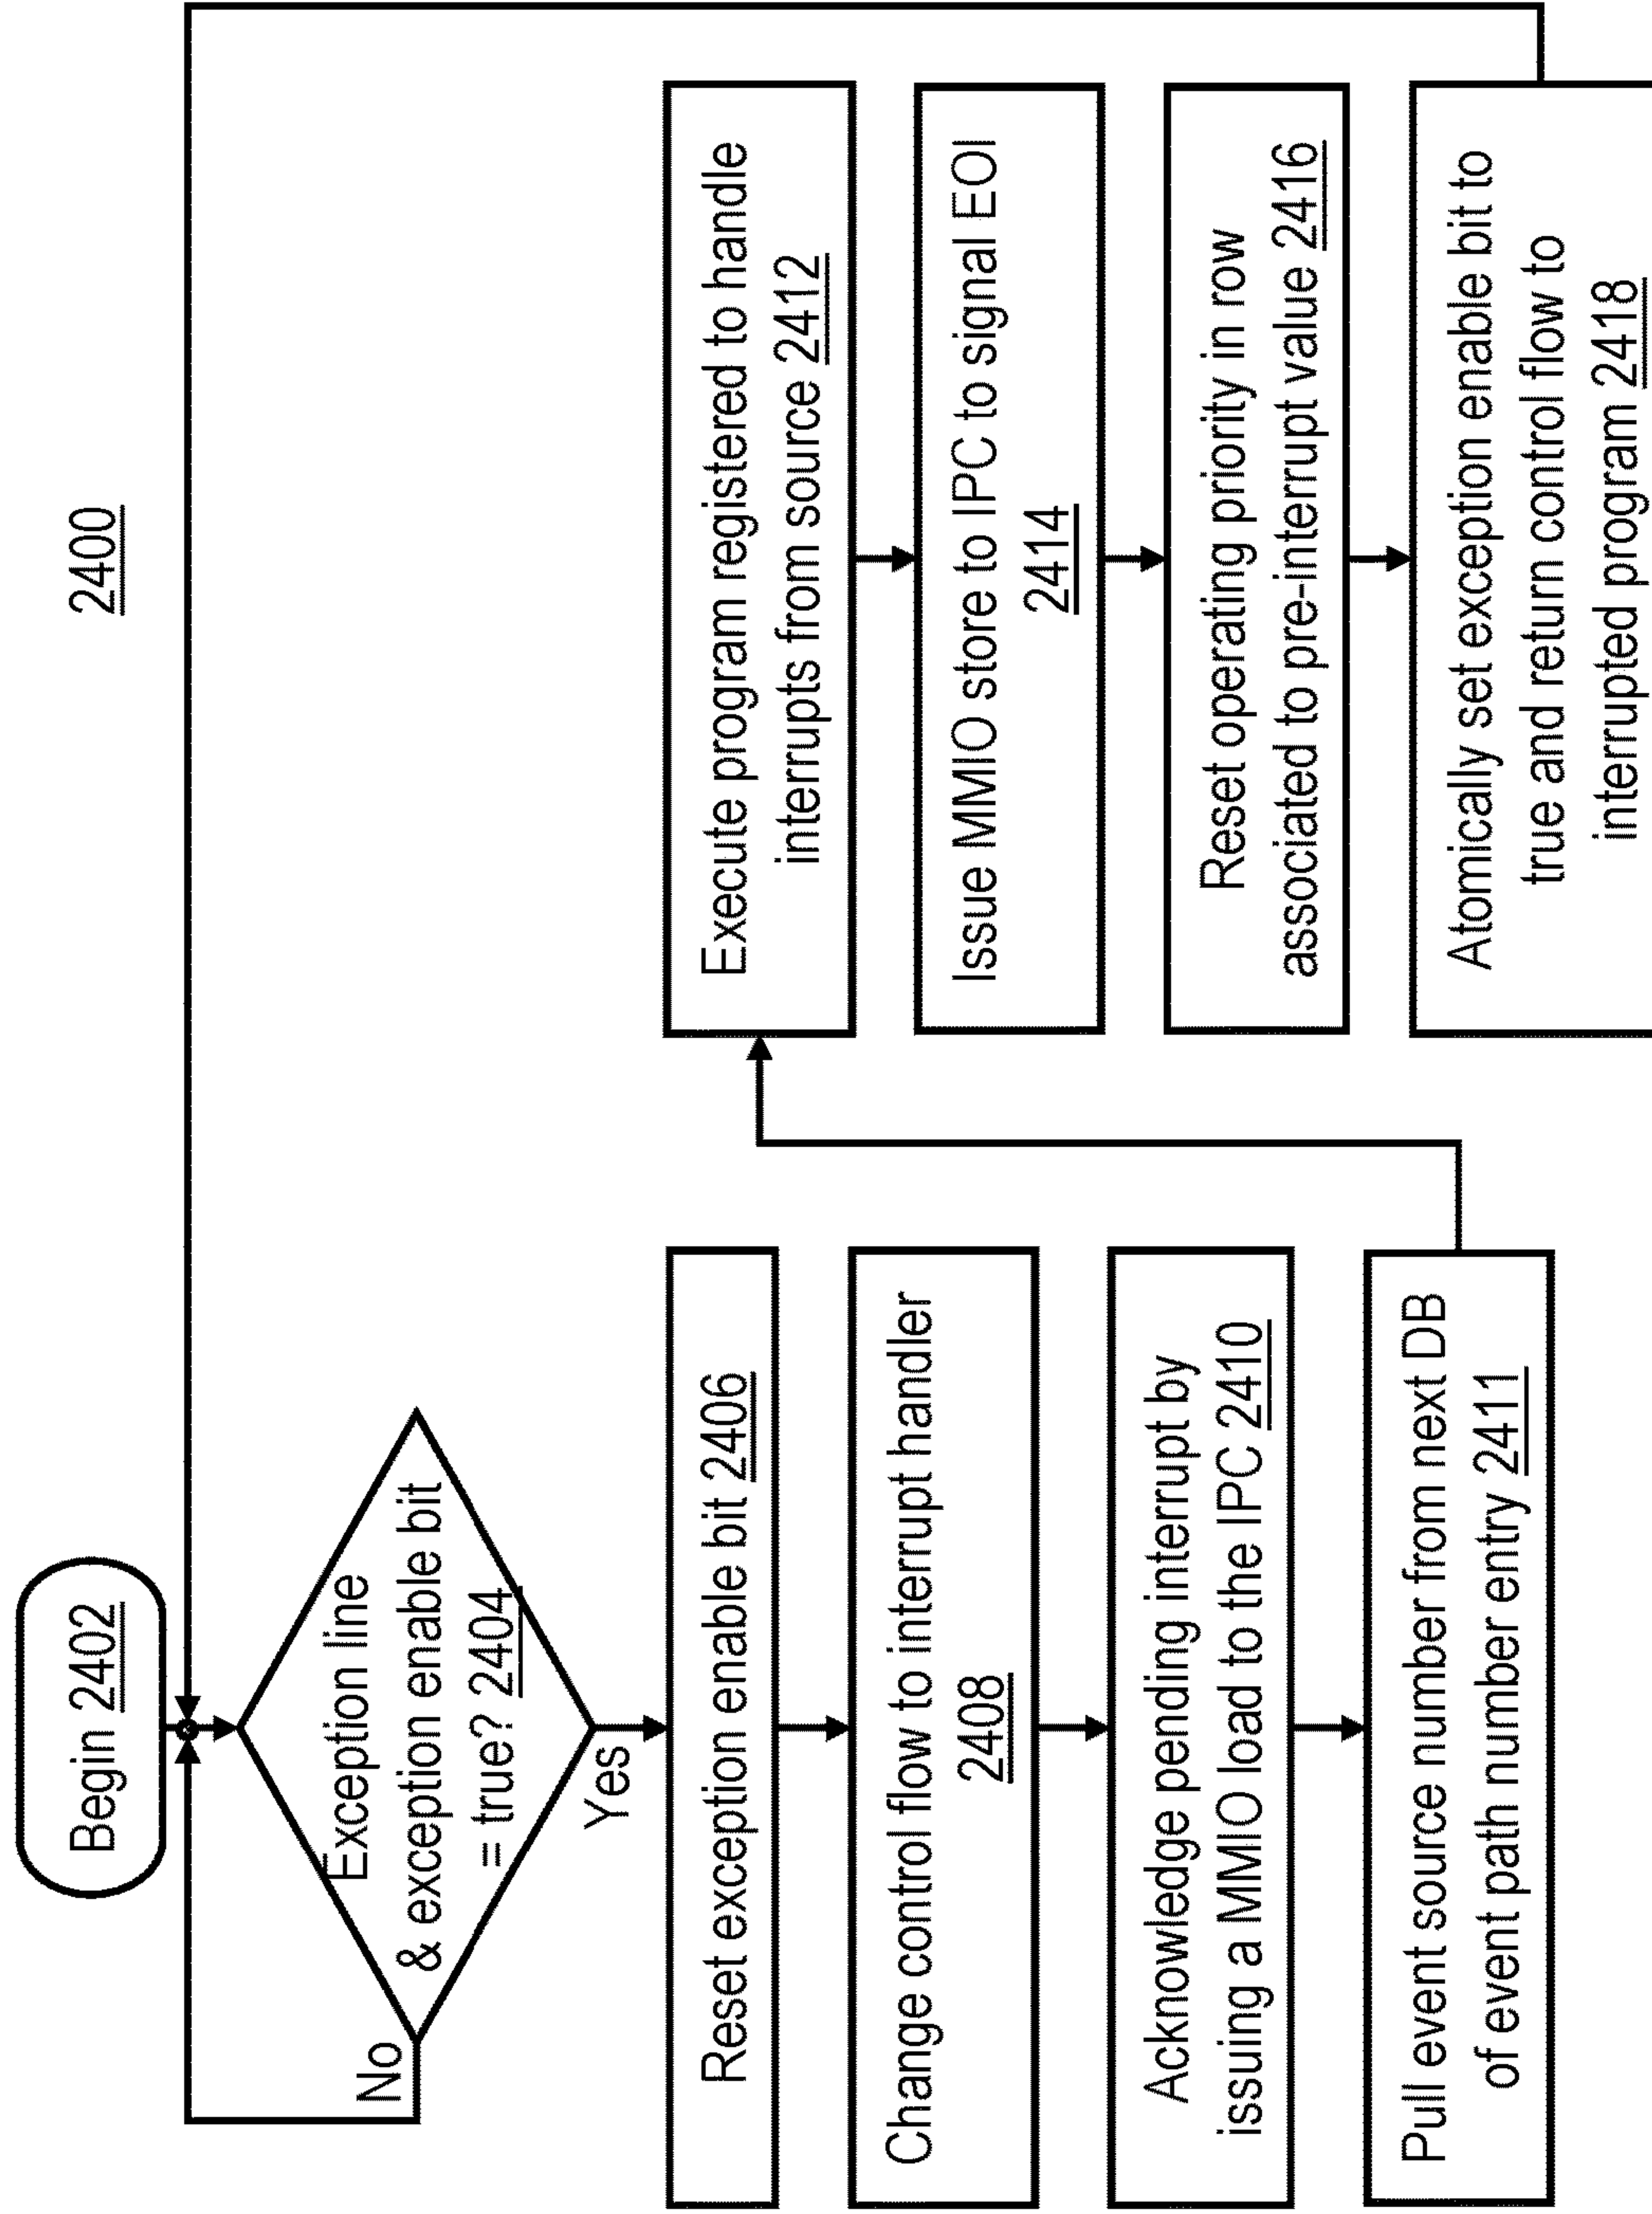 2400
Begin 2402
Exception line
& exception enable bit
= true? 2404
No
Yes
Reset exception enable bit 2406
Change control flow to interrupt handler
2408
Acknowledge pending interrupt by
issuing a MMIO load to the IPC 2410
Pull event source number from next DB
of event path number entry 2411
Execute program registered to handle
interrupts from source 2412
Issue MMIO store to IPC to signal EOI
2414
Reset operating priority in row
associated to pre-interrupt value 2416
Atomically set exception enable bit to
true and return control flow to
interrupted program 2418